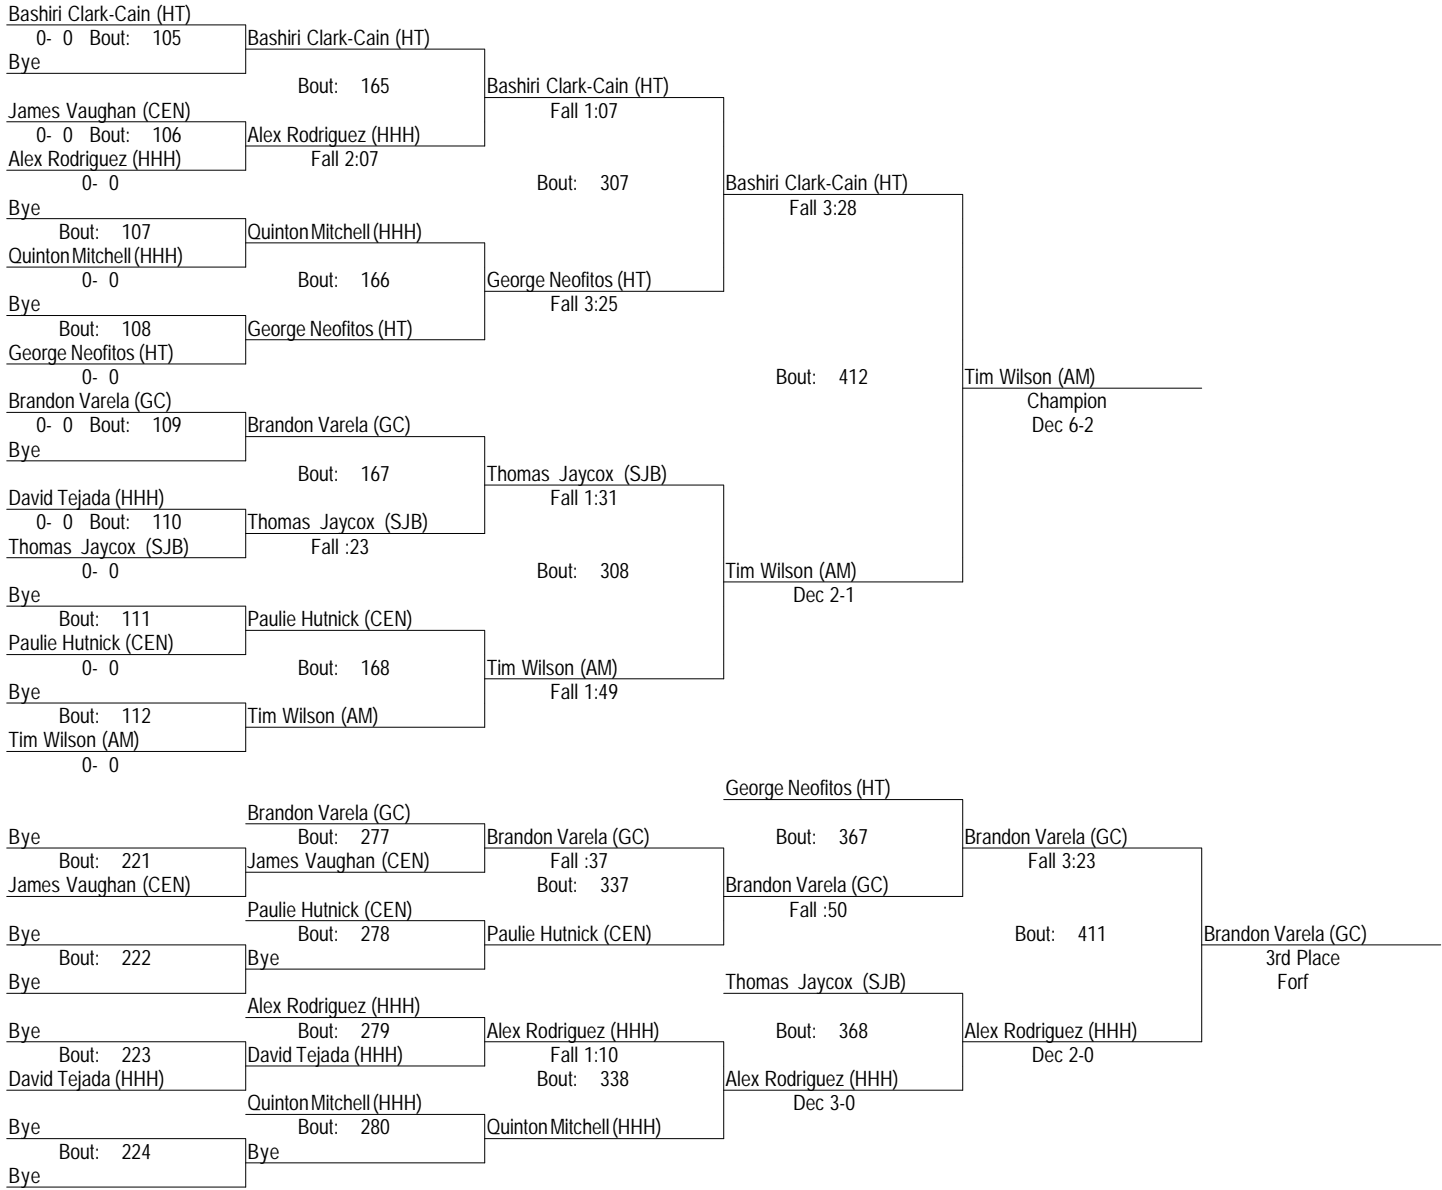 Bashiri Clark-Cain (HT)
0- 0 Bout: 105
Bashiri Clark-Cain (HT)
Bye
Bout: 165
Bashiri Clark-Cain (HT)
James Vaughan (CEN)
Fall 1:07
0- 0 Bout: 106
Alex Rodriguez (HHH)
Alex Rodriguez (HHH)
Fall 2:07
0- 0
Bout: 307
Bashiri Clark-Cain (HT)
Bye
Fall 3:28
Bout: 107
Quinton Mitchell (HHH)
Quinton Mitchell (HHH)
0- 0
Bout: 166
George Neofitos (HT)
Bye
Fall 3:25
Bout: 108
George Neofitos (HT)
George Neofitos (HT)
0- 0
Bout: 412
Tim Wilson (AM)
Brandon Varela (GC)
Champion
0- 0 Bout: 109
Brandon Varela (GC)
Dec 6-2
Bye
Bout: 167
Thomas Jaycox (SJB)
David Tejada (HHH)
Fall 1:31
0- 0 Bout: 110
Thomas Jaycox (SJB)
Thomas Jaycox (SJB)
Fall :23
0- 0
Bout: 308
Tim Wilson (AM)
Bye
Dec 2-1
Bout: 111
Paulie Hutnick (CEN)
Paulie Hutnick (CEN)
0- 0
Bout: 168
Tim Wilson (AM)
Bye
Fall 1:49
Bout: 112
Tim Wilson (AM)
Tim Wilson (AM)
0- 0
George Neofitos (HT)
Brandon Varela (GC)
Bye
Bout: 277
Brandon Varela (GC)
Bout: 367
Brandon Varela (GC)
Bout: 221
James Vaughan (CEN)
Fall :37
Fall 3:23
James Vaughan (CEN)
Bout: 337
Brandon Varela (GC)
Paulie Hutnick (CEN)
Fall :50
Bye
Bout: 278
Paulie Hutnick (CEN)
Bout: 411
Brandon Varela (GC)
Bout: 222
Bye
3rd Place
Bye
Thomas Jaycox (SJB)
Forf
Alex Rodriguez (HHH)
Bye
Bout: 279
Alex Rodriguez (HHH)
Bout: 368
Alex Rodriguez (HHH)
Bout: 223
David Tejada (HHH)
Fall 1:10
Dec 2-0
David Tejada (HHH)
Bout: 338
Alex Rodriguez (HHH)
Quinton Mitchell (HHH)
Dec 3-0
Bye
Bout: 280
Quinton Mitchell (HHH)
Bout: 224
Bye
Bye